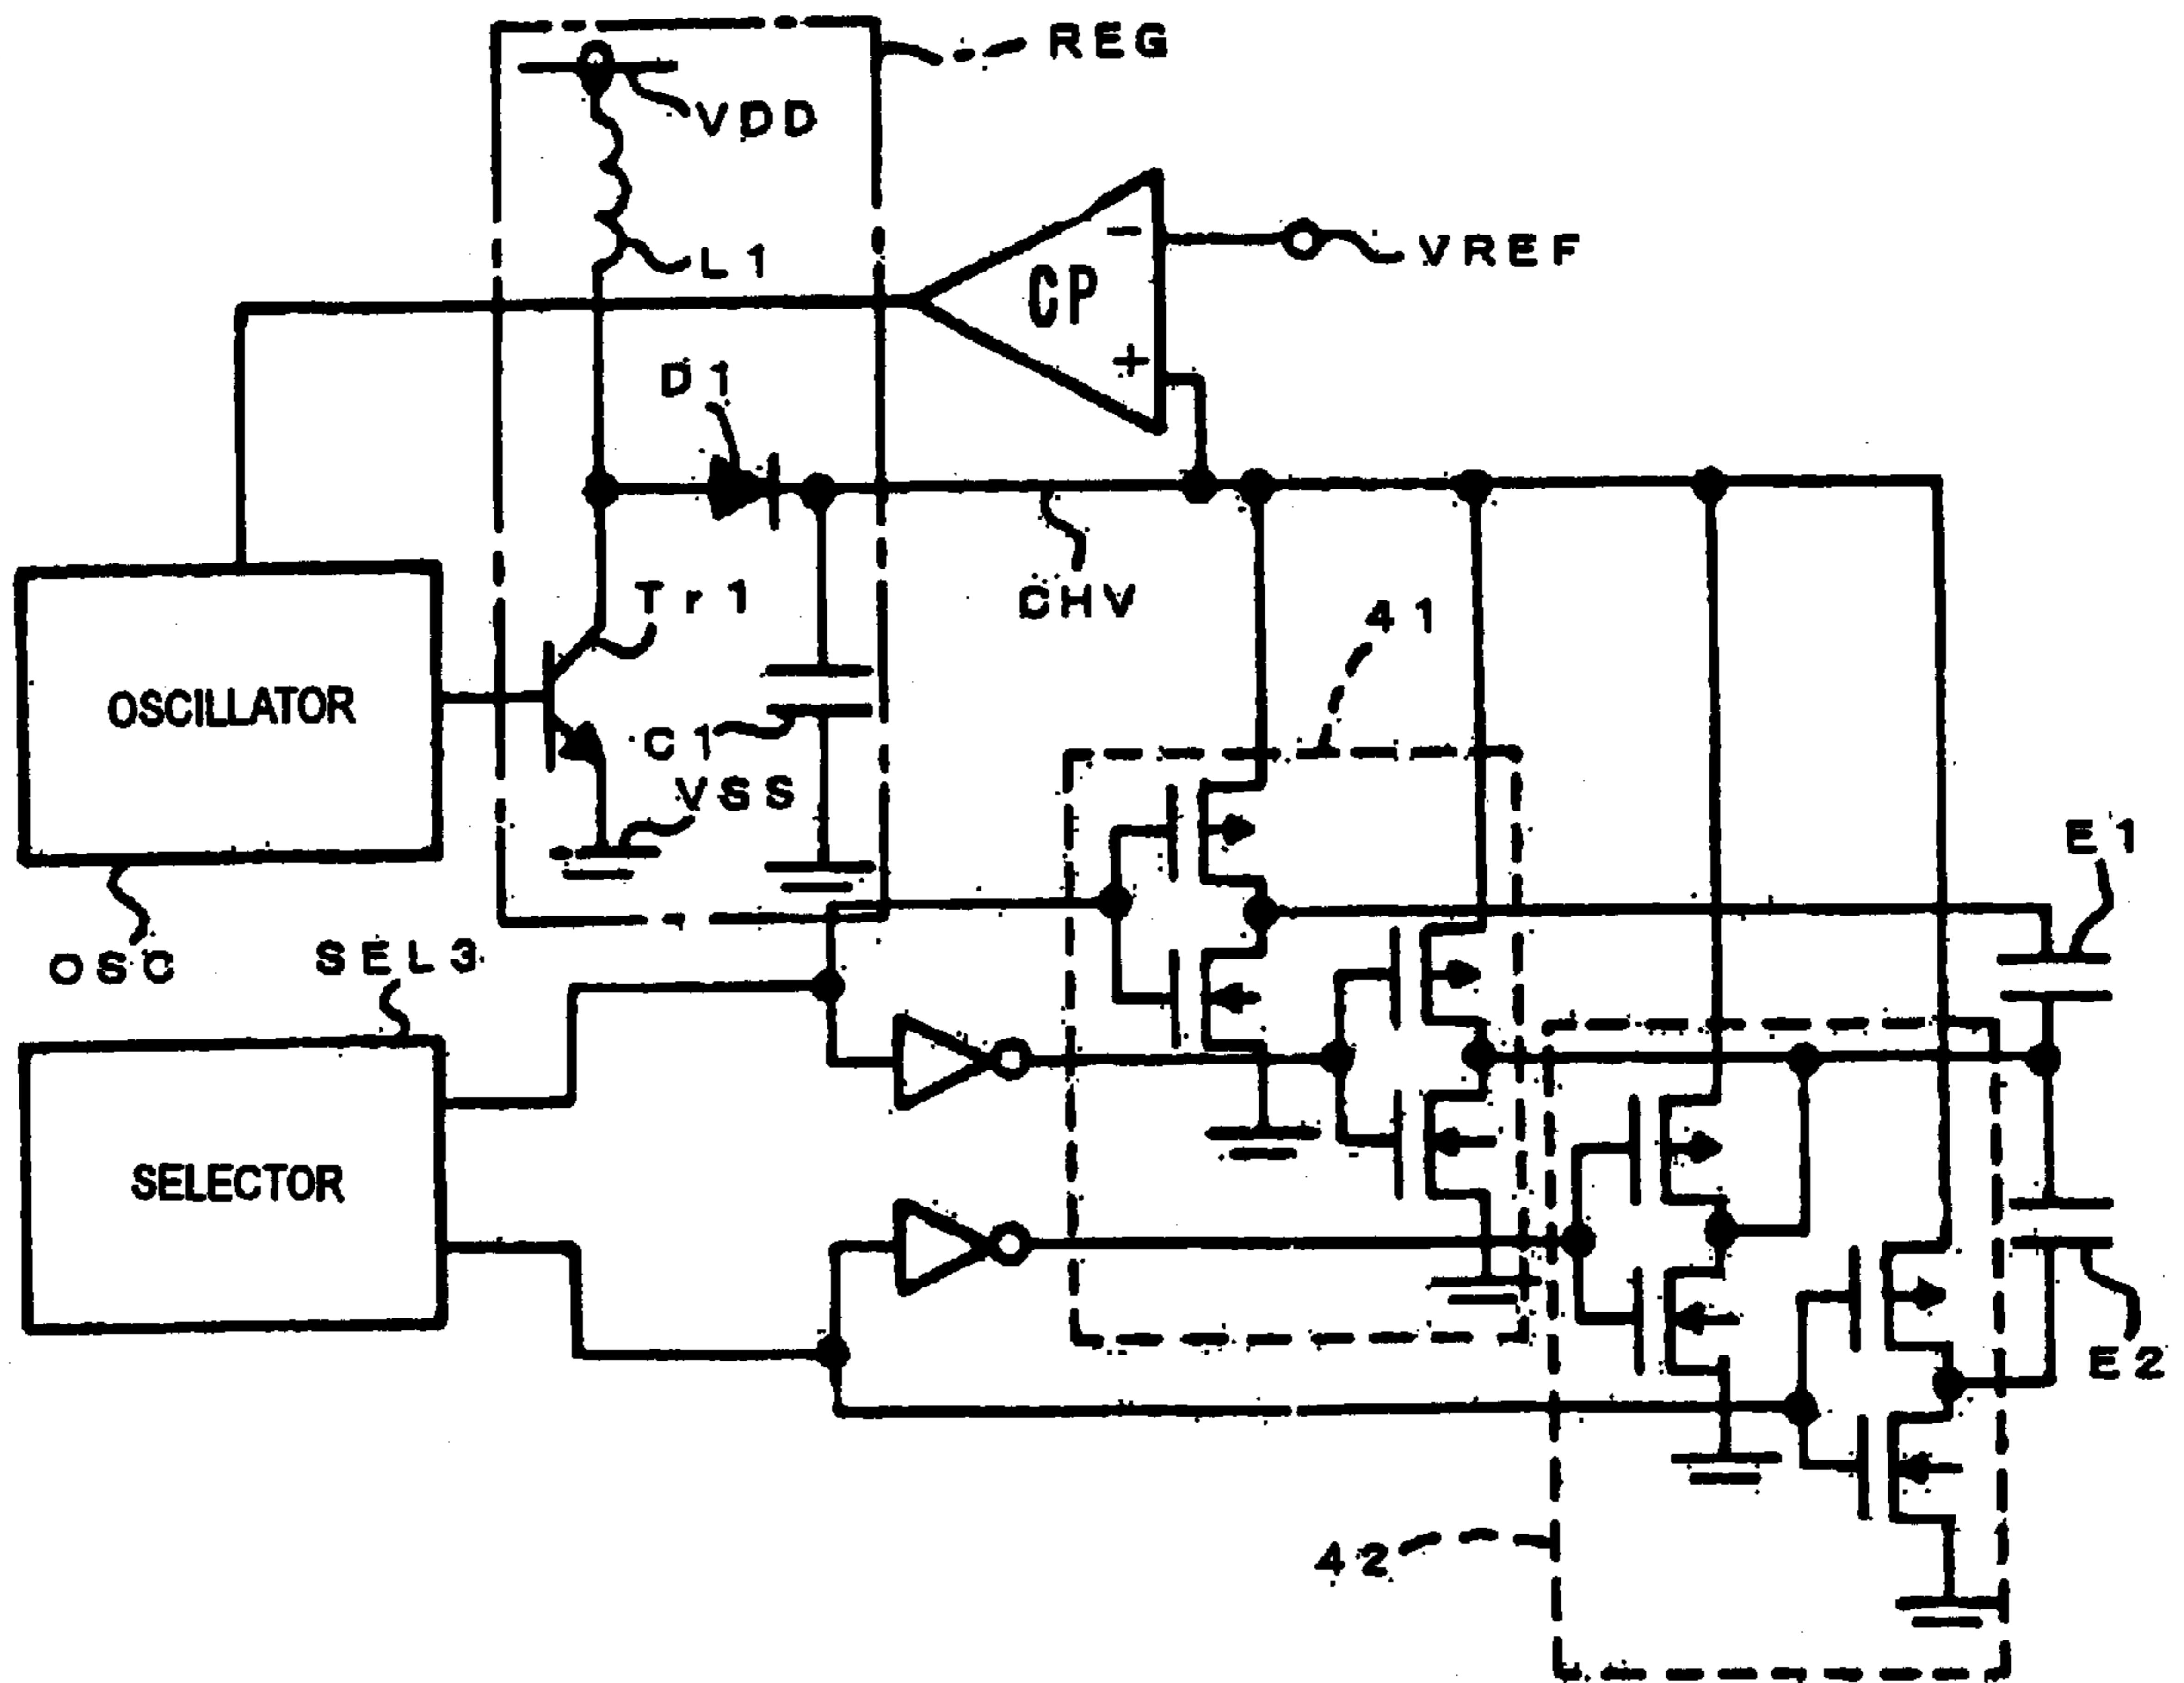 REG
VDD
L1
-
CP
+
VREF
D1
Tr1
CHV
41
OSCILLATOR
C1
VSS
E1
OSC
SEL3
SELECTOR
E2
42